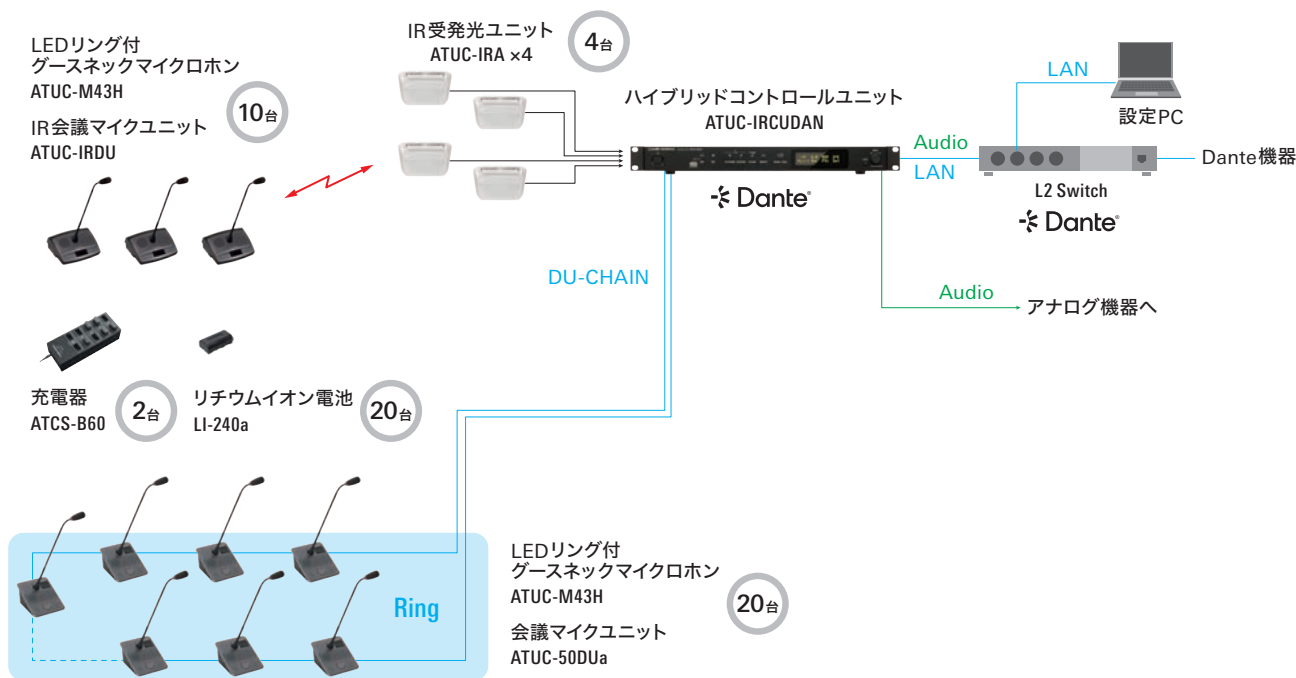 LEDリング付
グースネックマイクロホン
ATUC-M43H
IR会議マイクユニット
ATUC-IRDU
10台
IR受発光ユニット
ATUC-IRA ×4
4台
ハイブリッドコントロールユニット
ATUC-IRCUDAN
Dante®
Audio
LAN
LAN
設定PC
L2 Switch
Dante®
Dante機器
DU-CHAIN
Audio
アナログ機器へ
充電器
ATCS-B60
2台
リチウムイオン電池
LI-240a
20台
Ring
LEDリング付
グースネックマイクロホン
ATUC-M43H
会議マイクユニット
ATUC-50DUa
20台